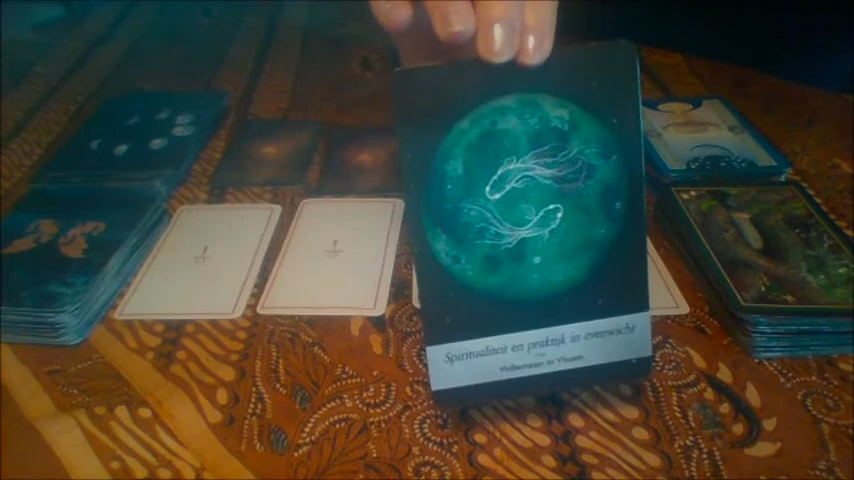 Spiritualiteit en praktijk in evenwicht
Volle maan in Vissen